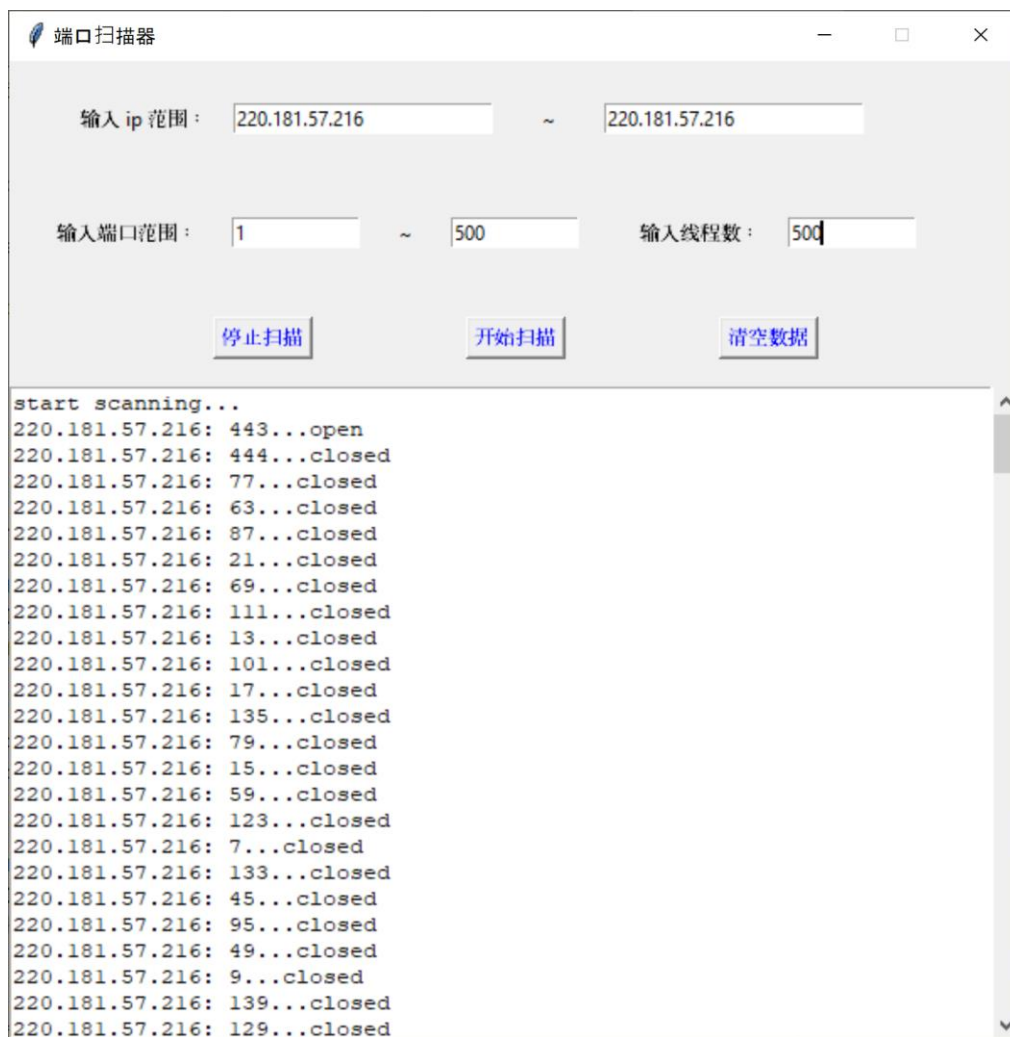 端口扫描器
输入 ip 范围： 220.181.57.216 ~ 220.181.57.216
输入端口范围： 1 ~ 500 输入线程数： 500
停止扫描 开始扫描 清空数据
start scanning...
220.181.57.216: 443...open
220.181.57.216: 444...closed
220.181.57.216: 77...closed
220.181.57.216: 63...closed
220.181.57.216: 87...closed
220.181.57.216: 21...closed
220.181.57.216: 69...closed
220.181.57.216: 111...closed
220.181.57.216: 13...closed
220.181.57.216: 101...closed
220.181.57.216: 17...closed
220.181.57.216: 135...closed
220.181.57.216: 79...closed
220.181.57.216: 15...closed
220.181.57.216: 59...closed
220.181.57.216: 123...closed
220.181.57.216: 7...closed
220.181.57.216: 133...closed
220.181.57.216: 45...closed
220.181.57.216: 95...closed
220.181.57.216: 49...closed
220.181.57.216: 9...closed
220.181.57.216: 139...closed
220.181.57.216: 129...closed